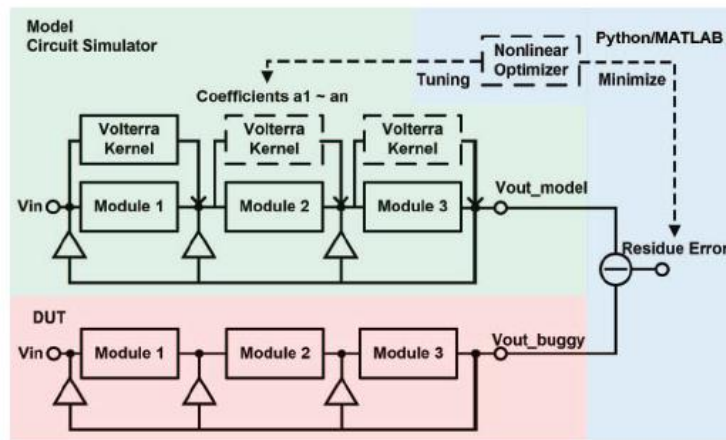 Model
Circuit Simulator
Python/MATLAB
Nonlinear
Optimizer
Tuning
Minimize
Coefficients a1 ~ an
Volterra
Kernel
Volterra
Kernel
Volterra
Kernel
Vin
Module 1
Module 2
Module 3
Vout_model
Residue Error
DUT
Vin
Module 1
Module 2
Module 3
Vout_buggy